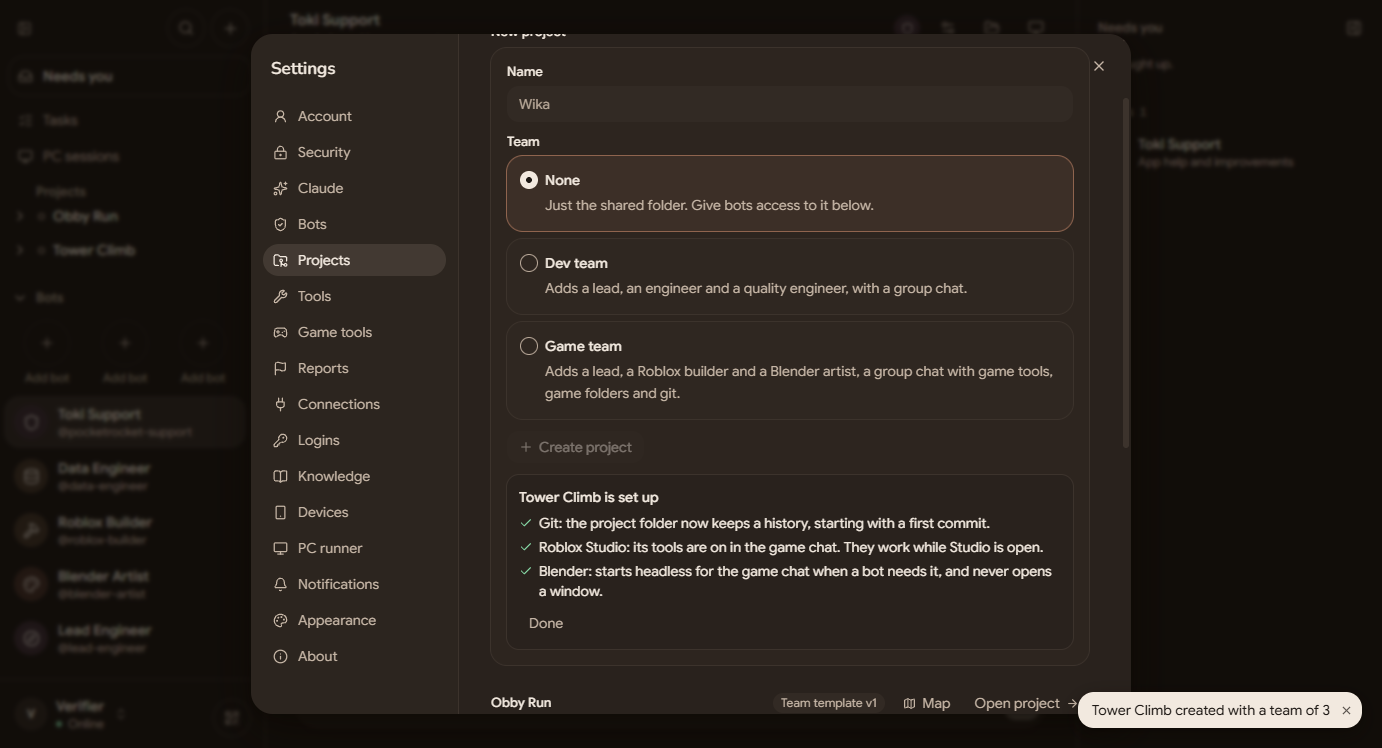 Toki Support
Needs you
Needs you
Tasks
PC sessions
Projects
Obby Run
Tower Climb
Bots
Add bot
Add bot
Add bot
Toki Support
@pocketrocket-support
Data Engineer
@data-engineer
Roblox Builder
@roblox-builder
Blender Artist
@blender-artist
Lead Engineer
@lead-engineer
V
Verifier
Online
Settings
Account
Security
Claude
Bots
Projects
Tools
Game tools
Reports
Connections
Logins
Knowledge
Devices
PC runner
Notifications
Appearance
About
New project
Name
Wika
Team
None
Just the shared folder. Give bots access to it below.
Dev team
Adds a lead, an engineer and a quality engineer, with a group chat.
Game team
Adds a lead, a Roblox builder and a Blender artist, a group chat with game tools,
game folders and git.
Create project
Tower Climb is set up
Git: the project folder now keeps a history, starting with a first commit.
Roblox Studio: its tools are on in the game chat. They work while Studio is open.
Blender: starts headless for the game chat when a bot needs it, and never opens
a window.
Done
Obby Run
Team template v1
Map
Open project
up.
1
Toki Support
App help and improvements
Tower Climb created with a team of 3